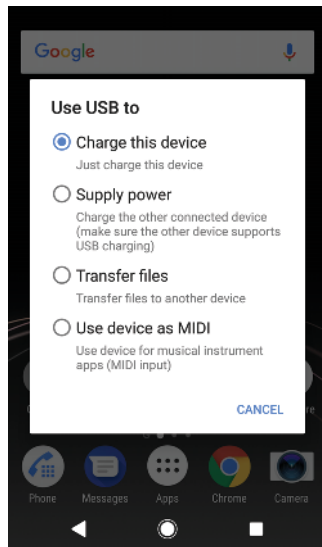 Google
Use USB to
Charge this device
Just charge this device
Supply power
Charge the other connected device
(make sure the other device supports
USB charging)
Transfer files
Transfer files to another device
Use device as MIDI
Use device for musical instrument
apps (MIDI input)
CANCEL
Phone Messages Apps Chrome Camera